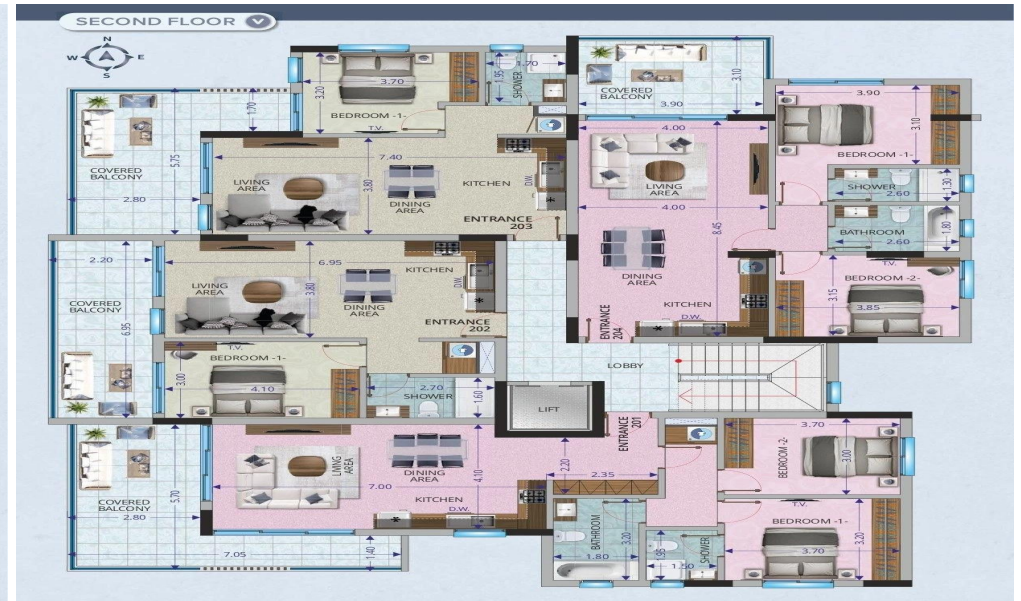 SECOND FLOOR
N
W E
S
3.70
3.20
BEDROOM -1-
T.V.
1.70
1.95
SHOWER
1.70
5.75
COVERED
BALCONY
2.80
7.40
3.80
LIVING
AREA
DINING
AREA
KITCHEN
D.W.
ENTRANCE
203
COVERED
BALCONY
3.90
3.10
4.00
LIVING
AREA
4.00
8.45
DINING
AREA
KITCHEN
D.W.
ENTRANCE
204
3.90
3.10
BEDROOM -1-
SHOWER
2.60
1.30
BATHROOM
2.60
1.80
T.V.
BEDROOM -2-
3.15
3.85
2.20
COVERED
BALCONY
6.95
6.95
3.80
LIVING
AREA
DINING
AREA
KITCHEN
D.W.
ENTRANCE
202
T.V.
BEDROOM -1-
3.00
4.10
2.70
SHOWER
1.60
LOBBY
LIFT
ENTRANCE
201
5.70
COVERED
BALCONY
2.80
7.05
1.40
LIVING
AREA
7.00
DINING
AREA
4.10
KITCHEN
D.W.
2.20
2.35
BATHROOM
1.80
3.20
1.95
SHOWER
1.50
3.70
BEDROOM -2-
3.00
T.V.
BEDROOM -1-
3.70
3.20